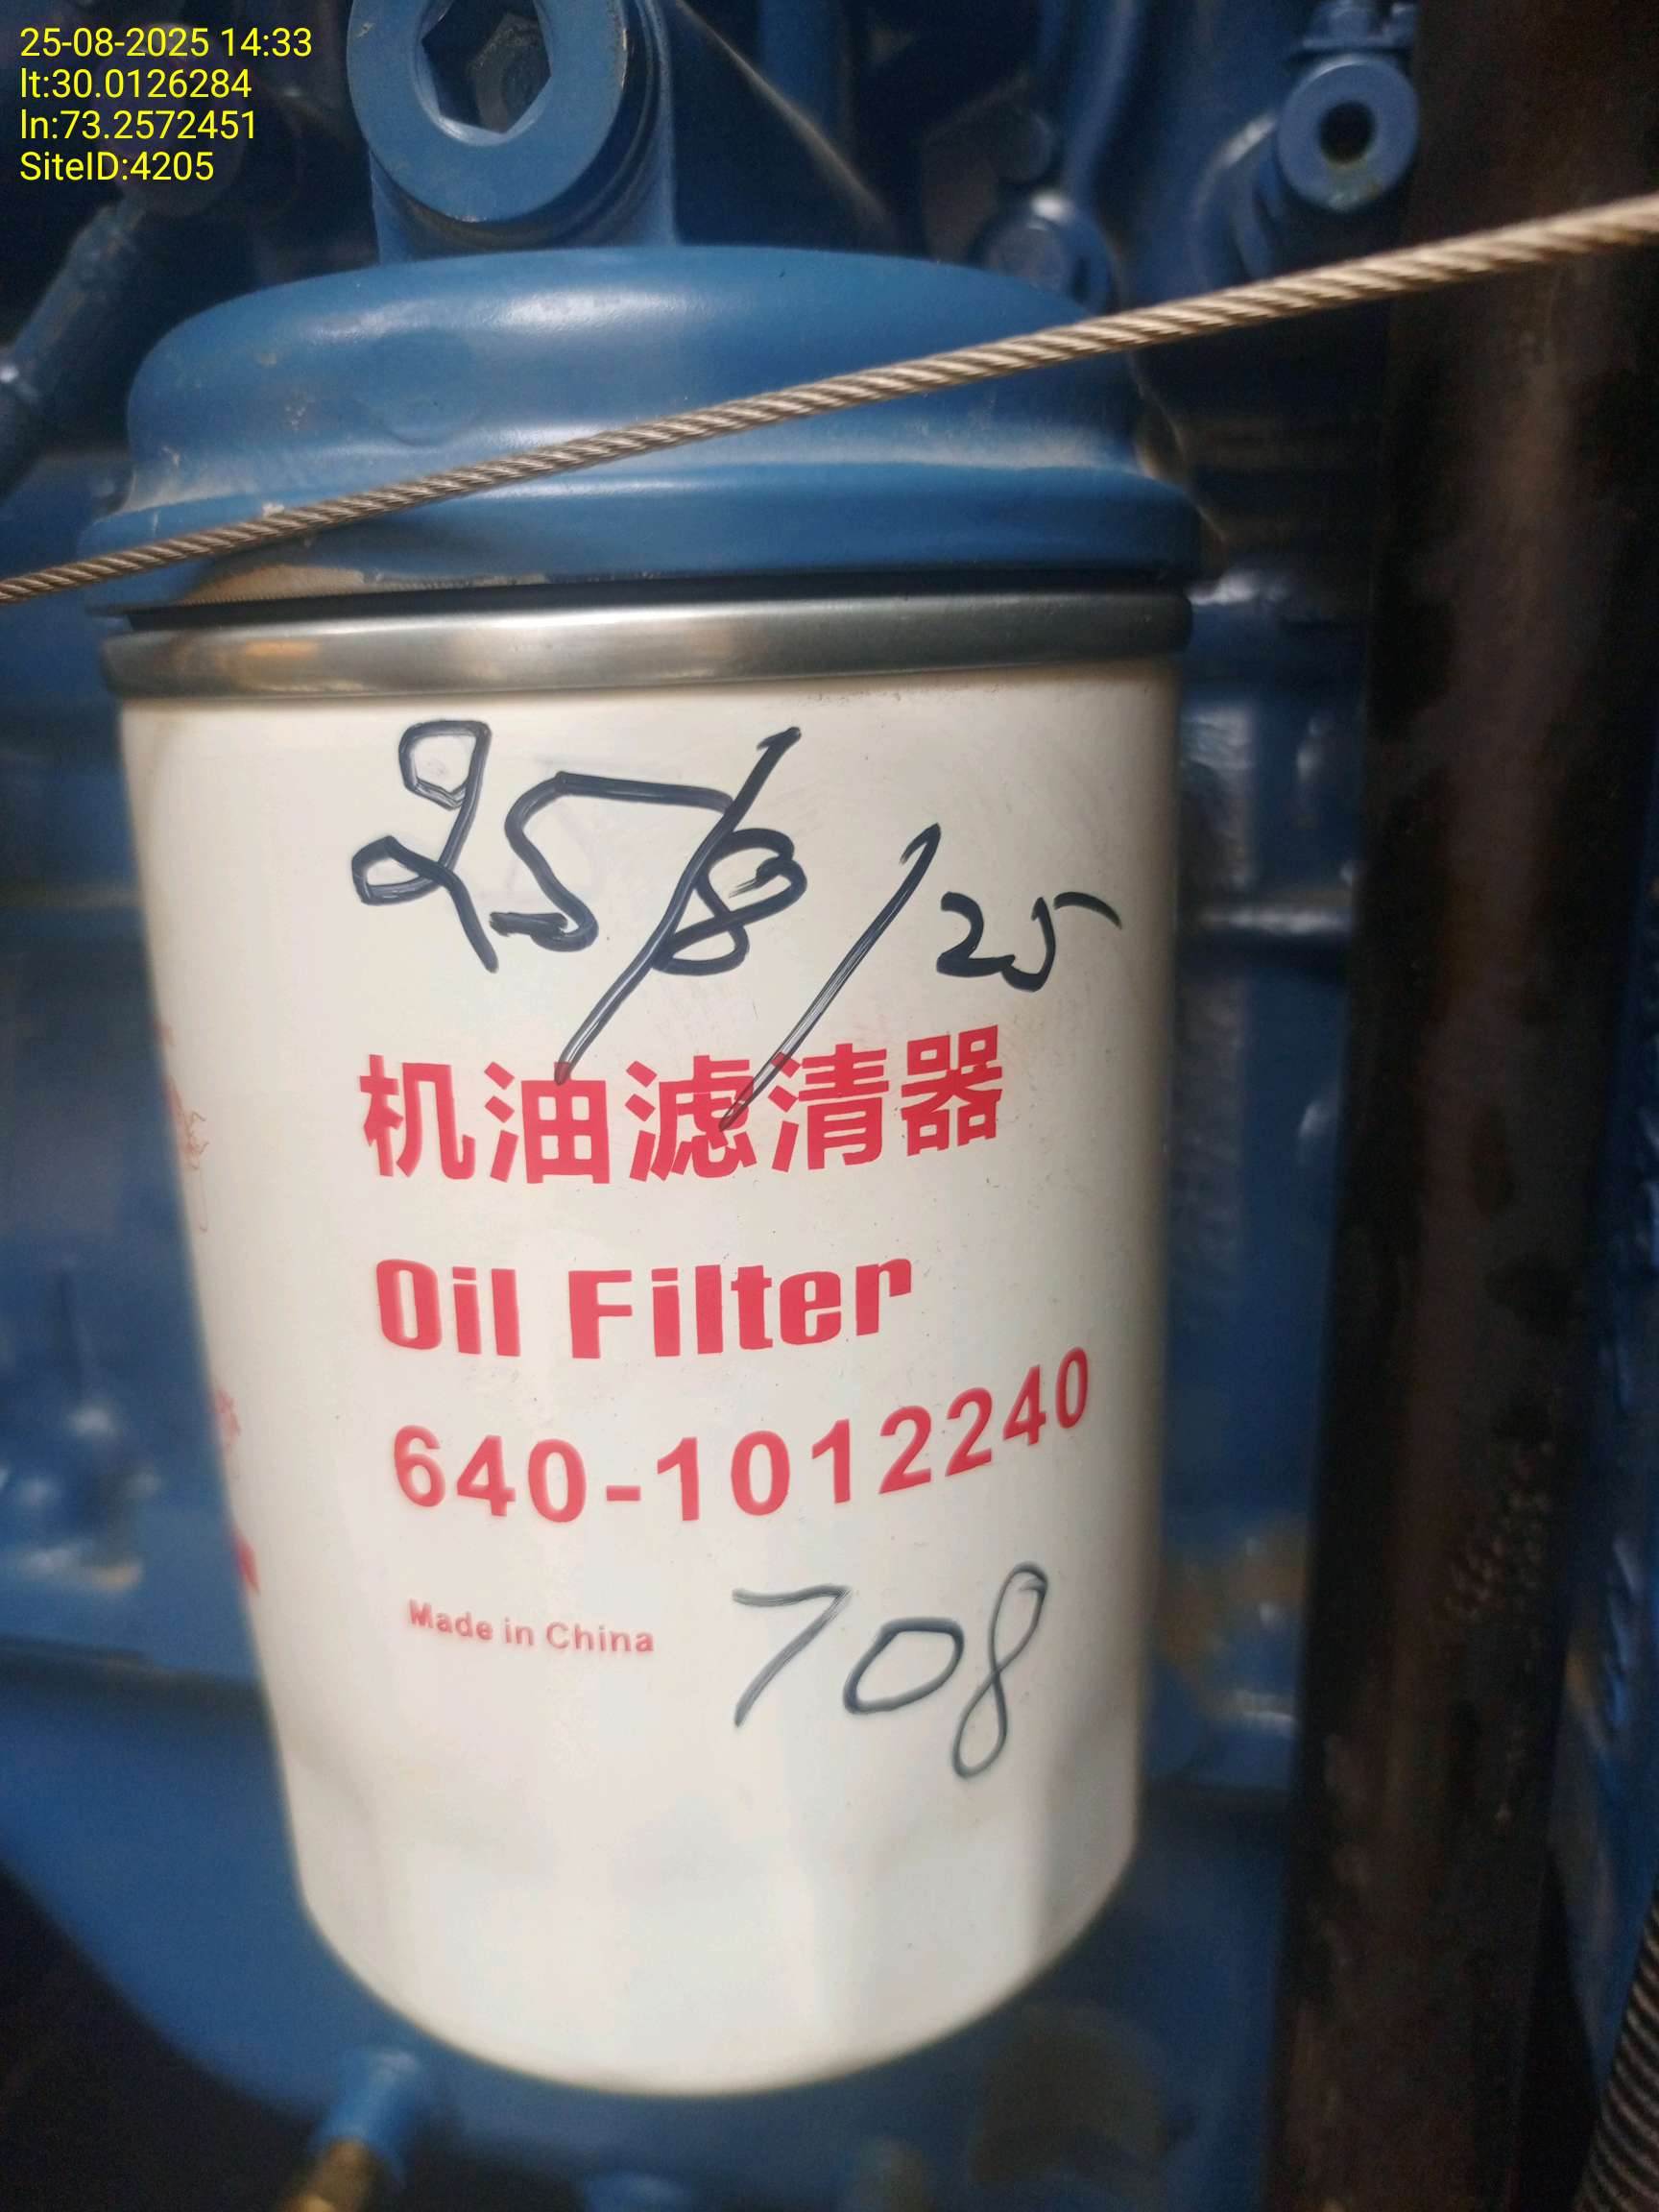 25-08-2025 14:33
lt:30.0126284
ln:73.2572451
SiteID:4205
25/8/25
机油滤清器
Oil Filter
640-1012240
Made in China
708